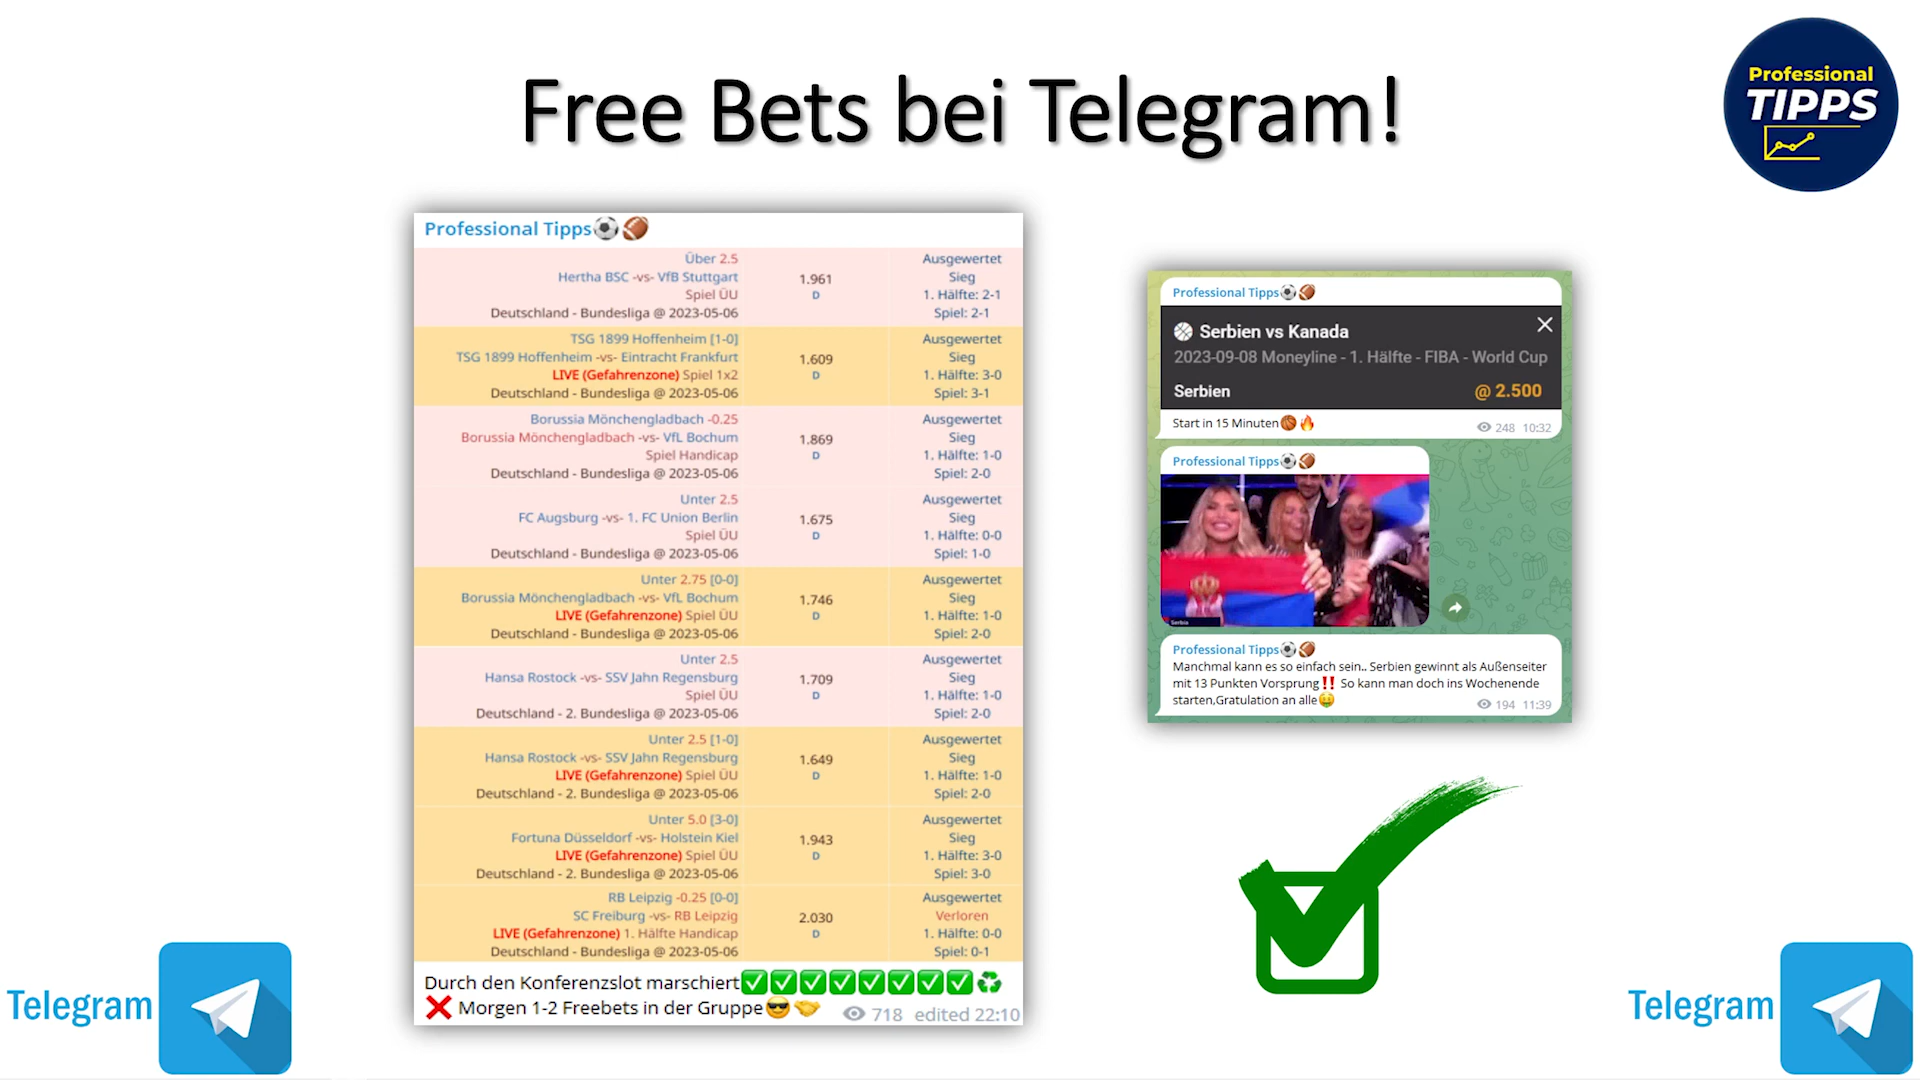 Free Bets bei Telegram!
Professional
TIPPS
Professional Tipps
Über 2.5
Hertha BSC -vs- VfB Stuttgart
Spiel ÜU
Deutschland - Bundesliga @ 2023-05-06
1.961
D
Ausgewertet
Sieg
1. Hälfte: 2-1
Spiel: 2-1
TSG 1899 Hoffenheim [1-0]
TSG 1899 Hoffenheim -vs- Eintracht Frankfurt
LIVE (Gefahrenzone) Spiel 1x2
Deutschland - Bundesliga @ 2023-05-06
1.609
D
Ausgewertet
Sieg
1. Hälfte: 3-0
Spiel: 3-1
Borussia Mönchengladbach -0.25
Borussia Mönchengladbach -vs- VfL Bochum
Spiel Handicap
Deutschland - Bundesliga @ 2023-05-06
1.869
D
Ausgewertet
Sieg
1. Hälfte: 1-0
Spiel: 2-0
Unter 2.5
FC Augsburg -vs- 1. FC Union Berlin
Spiel ÜU
Deutschland - Bundesliga @ 2023-05-06
1.675
D
Ausgewertet
Sieg
1. Hälfte: 0-0
Spiel: 1-0
Unter 2.75 [0-0]
Borussia Mönchengladbach -vs- VfL Bochum
LIVE (Gefahrenzone) Spiel ÜU
Deutschland - Bundesliga @ 2023-05-06
1.746
D
Ausgewertet
Sieg
1. Hälfte: 1-0
Spiel: 2-0
Unter 2.5
Hansa Rostock -vs- SSV Jahn Regensburg
Spiel ÜU
Deutschland - 2. Bundesliga @ 2023-05-06
1.709
D
Ausgewertet
Sieg
1. Hälfte: 1-0
Spiel: 2-0
Unter 2.5 [1-0]
Hansa Rostock -vs- SSV Jahn Regensburg
LIVE (Gefahrenzone) Spiel ÜU
Deutschland - 2. Bundesliga @ 2023-05-06
1.649
D
Ausgewertet
Sieg
1. Hälfte: 1-0
Spiel: 2-0
Unter 5.0 [3-0]
Fortuna Düsseldorf -vs- Holstein Kiel
LIVE (Gefahrenzone) Spiel ÜU
Deutschland - 2. Bundesliga @ 2023-05-06
1.943
D
Ausgewertet
Sieg
1. Hälfte: 3-0
Spiel: 3-0
RB Leipzig -0.25 [0-0]
SC Freiburg -vs- RB Leipzig
LIVE (Gefahrenzone) 1. Hälfte Handicap
Deutschland - Bundesliga @ 2023-05-06
2.030
D
Ausgewertet
Verloren
1. Hälfte: 0-0
Spiel: 0-1
Durch den Konferenzslot marschiert✅✅✅✅✅✅✅✅♻
❌ Morgen 1-2 Freebets in der Gruppe😎🤝 718 edited 22:10
Professional Tipps⚽🏈
Serbien vs Kanada
2023-09-08 Moneyline - 1. Hälfte - FIBA - World Cup
Serbien @ 2.500
Start in 15 Minuten🏀🔥 248 10:32
Professional Tipps⚽🏈
Serbia
Professional Tipps⚽🏈
Manchmal kann es so einfach sein.. Serbien gewinnt als Außenseiter
mit 13 Punkten Vorsprung‼ So kann man doch ins Wochenende
starten,Gratulation an alle🤑 194 11:39
Telegram
Telegram